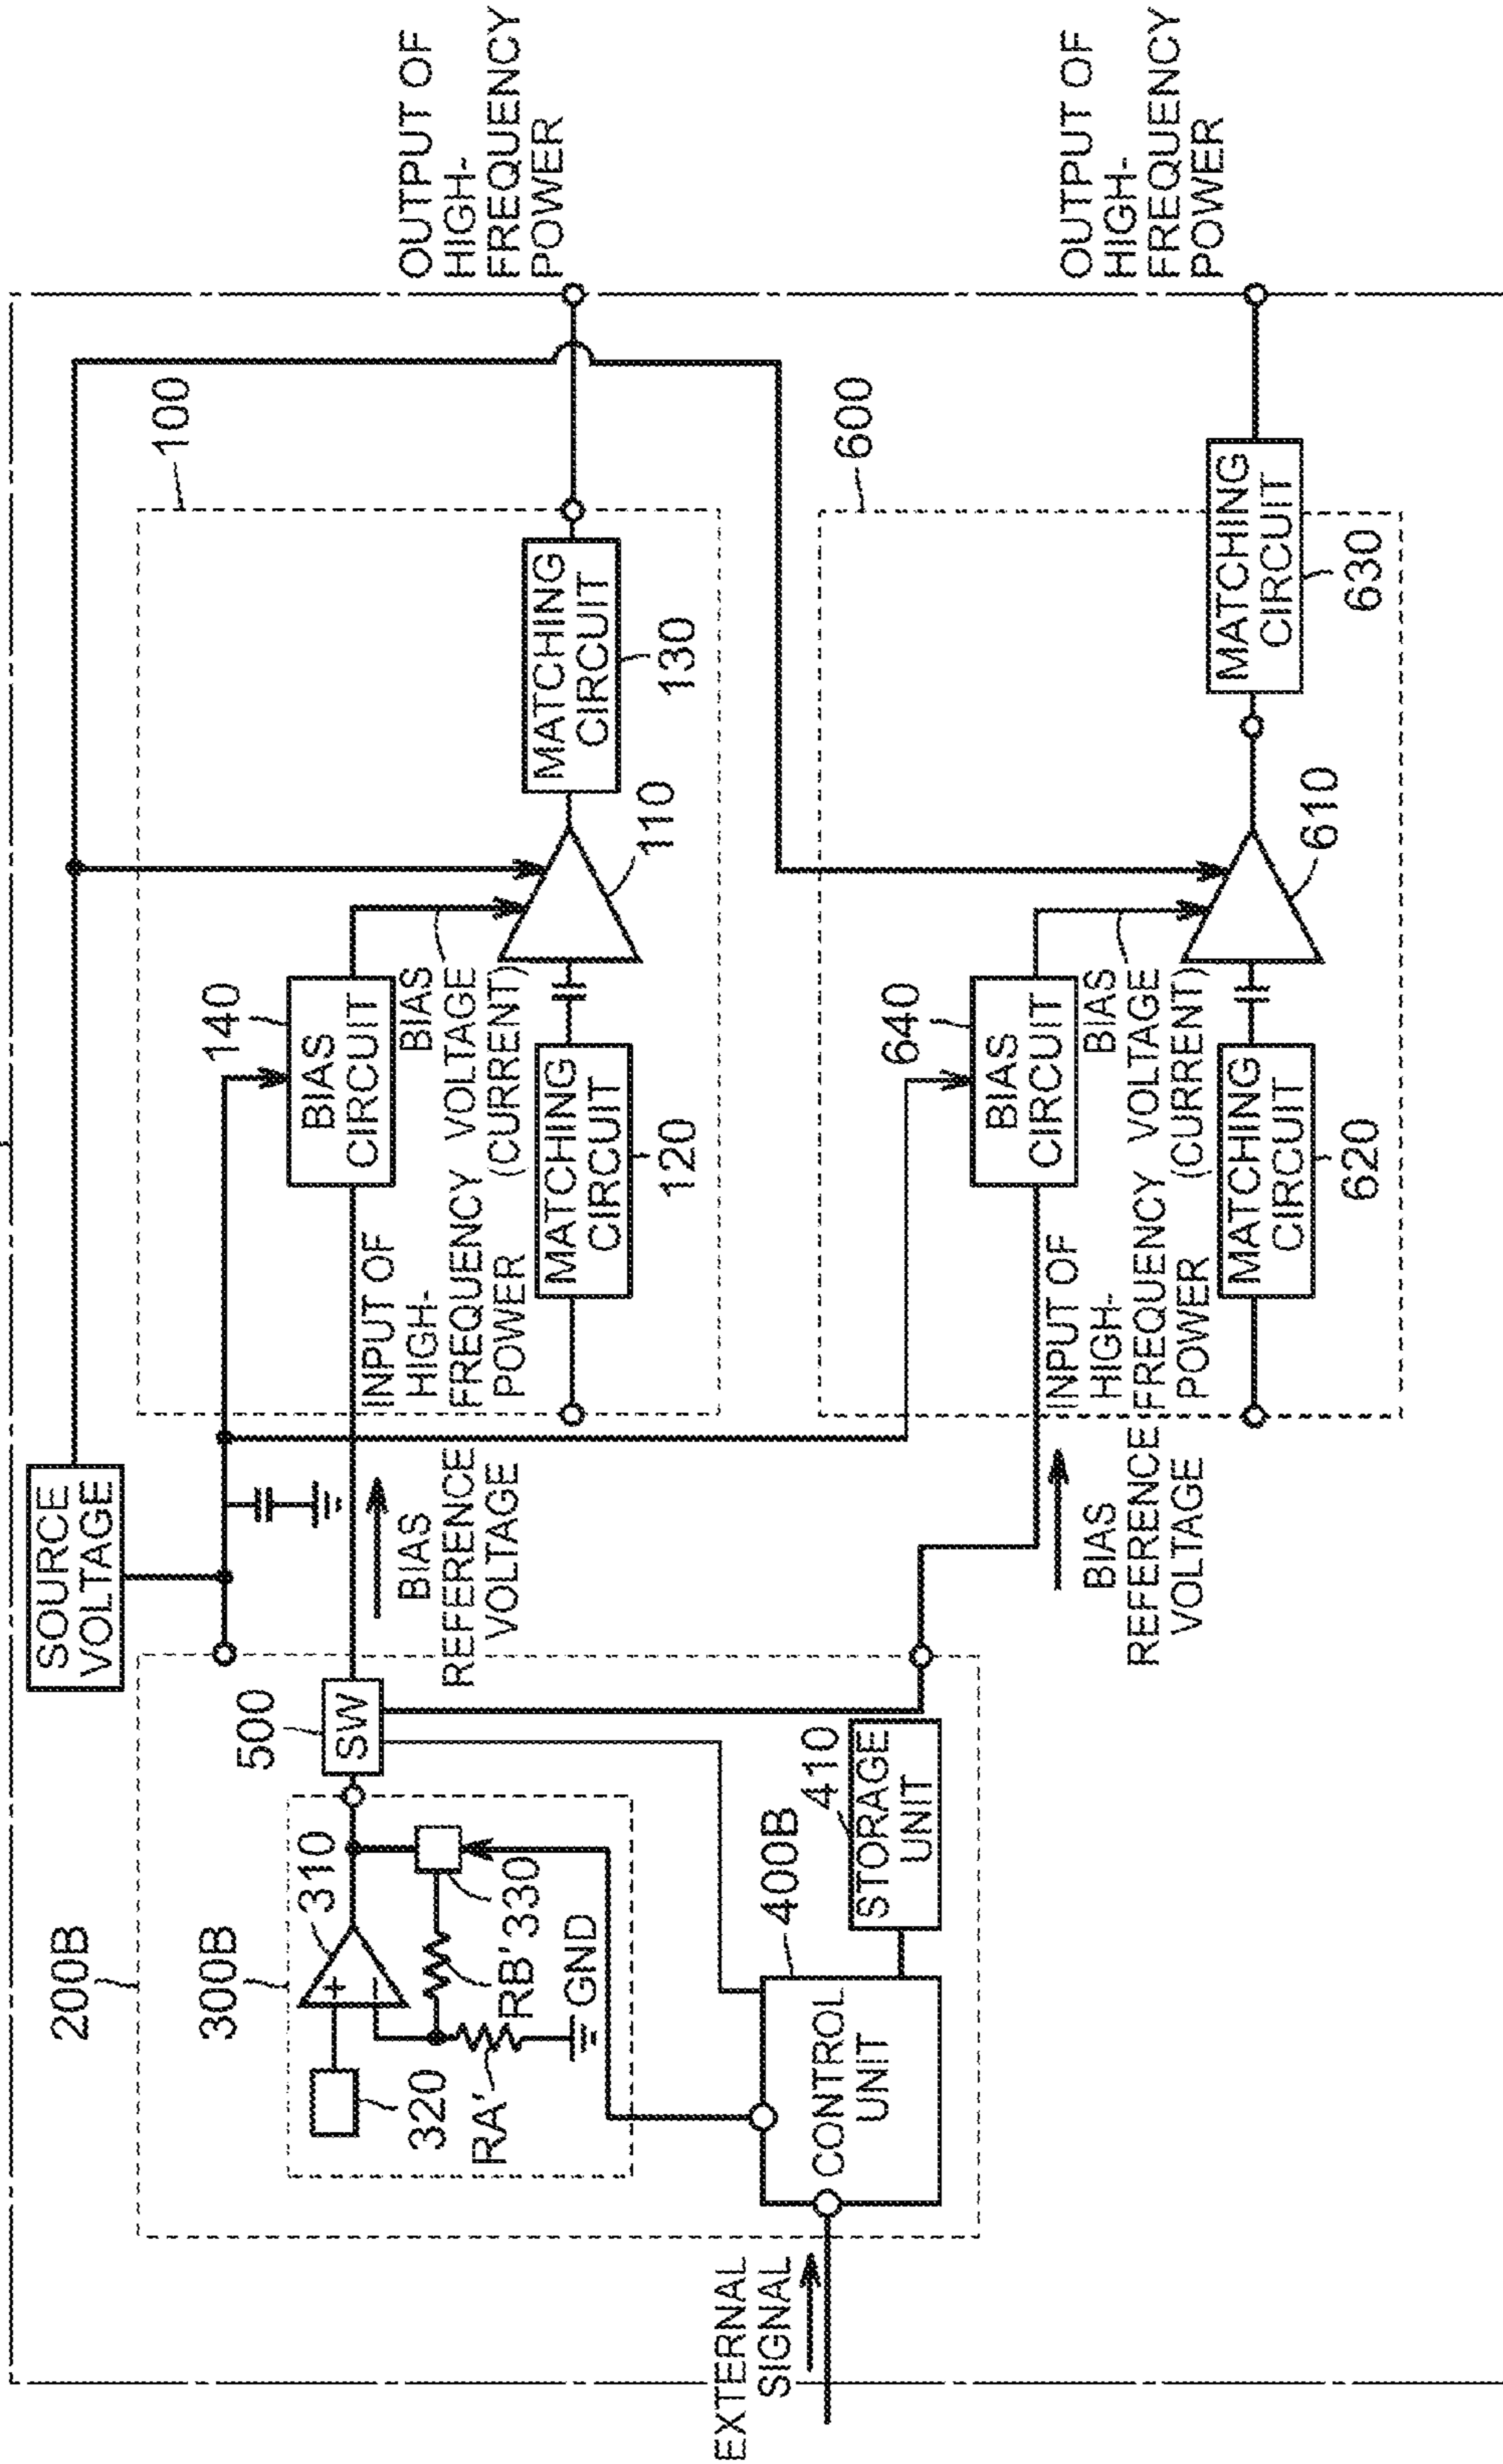 SOURCE
VOLTAGE
200B
300B
310
320
RA'
RB'
330
GND
500
SW
BIAS
REFERENCE
VOLTAGE
EXTERNAL
SIGNAL
CONTROL
UNIT
400B
STORAGE
UNIT
410
100
140
BIAS
CIRCUIT
BIAS
VOLTAGE
(CURRENT)
INPUT OF
HIGH-
FREQUENCY
POWER
MATCHING
CIRCUIT
120
110
MATCHING
CIRCUIT
130
OUTPUT OF
HIGH-
FREQUENCY
POWER
600
640
BIAS
CIRCUIT
BIAS
VOLTAGE
(CURRENT)
BIAS
REFERENCE
VOLTAGE
INPUT OF
HIGH-
FREQUENCY
POWER
MATCHING
CIRCUIT
620
610
MATCHING
CIRCUIT
630
OUTPUT OF
HIGH-
FREQUENCY
POWER